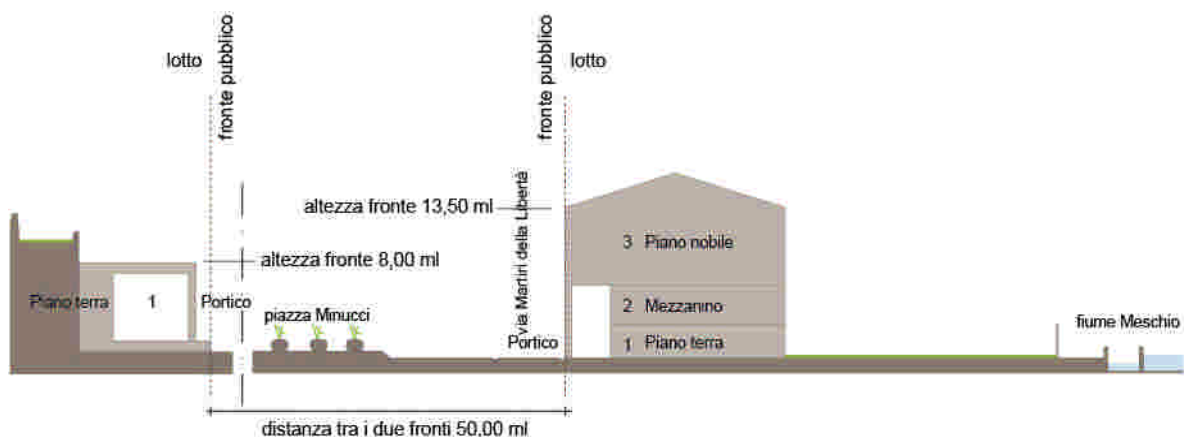 lotto
fronte pubblico
fronte pubblico
lotto
altezza fronte 13,50 ml
via Martiri della Libertà
3 Piano nobile
altezza fronte 8,00 ml
Piano terra
1
Portico
piazza Minucci
2 Mezzanino
fiume Meschio
Portico
1 Piano terra
distanza tra i due fronti 50,00 ml